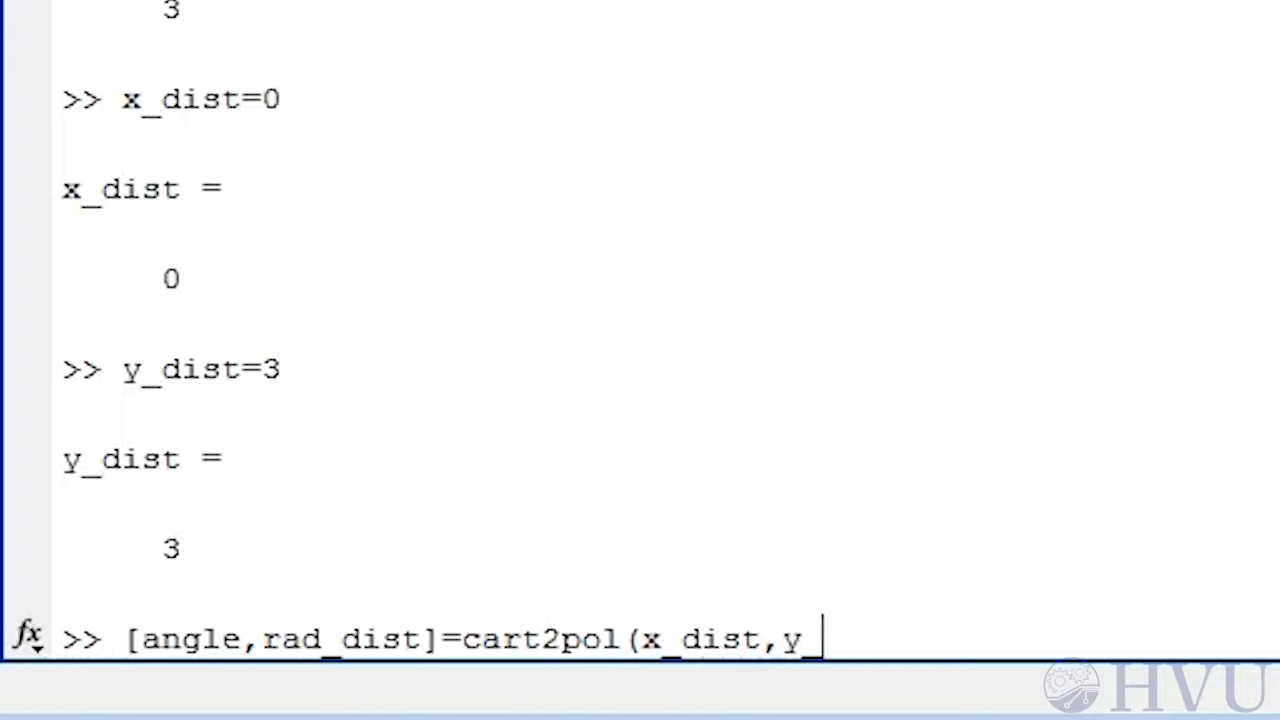 3
>> x_dist=0
x_dist =
0
>> y_dist=3
y_dist =
3
fx >> [angle,rad_dist]=cart2pol(x_dist,y_
HVU